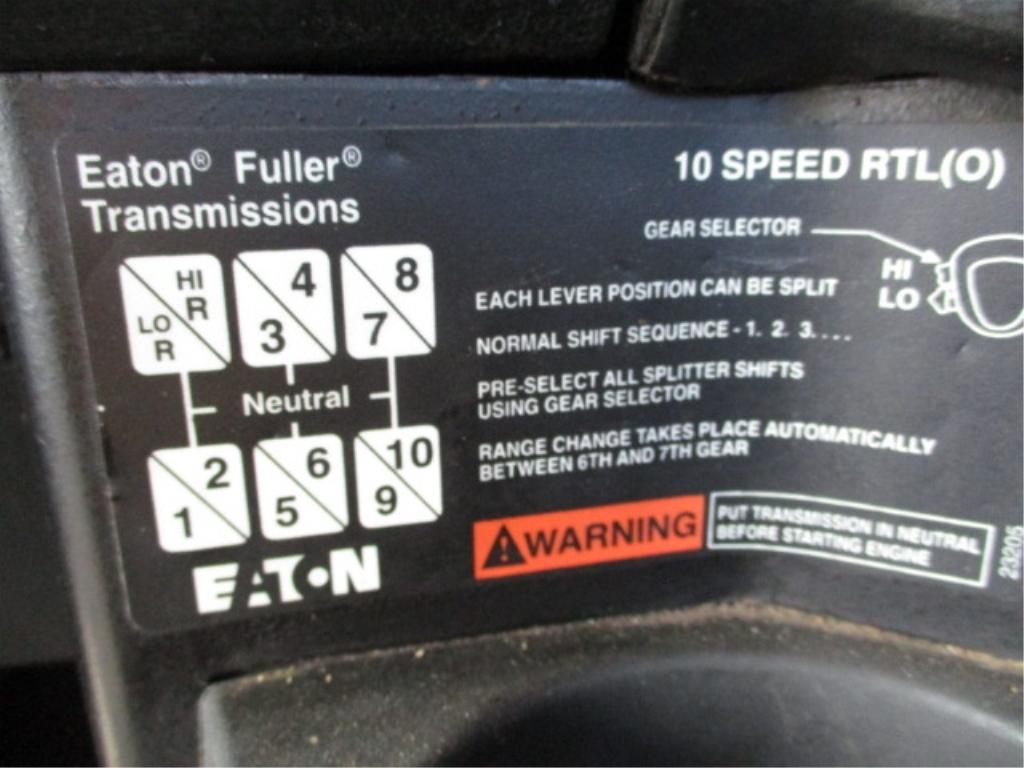 Eaton® Fuller®
Transmissions
10 SPEED RTL(O)
GEAR SELECTOR
HI
LO
HI
R
LO
R
4
3
8
7
Neutral
2
1
6
5
10
9
EATON
EACH LEVER POSITION CAN BE SPLIT
NORMAL SHIFT SEQUENCE - 1. 2. 3. . . .
PRE-SELECT ALL SPLITTER SHIFTS
USING GEAR SELECTOR
RANGE CHANGE TAKES PLACE AUTOMATICALLY
BETWEEN 6TH AND 7TH GEAR
WARNING
PUT TRANSMISSION IN NEUTRAL
BEFORE STARTING ENGINE
23205